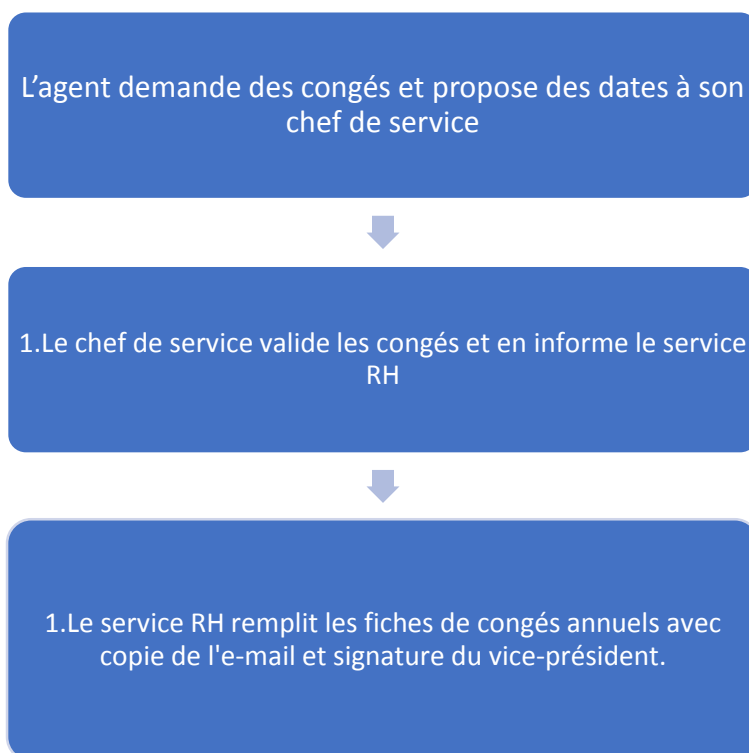 L’agent demande des congés et propose des dates à son
chef de service
1.Le chef de service valide les congés et en informe le service
RH
1.Le service RH remplit les fiches de congés annuels avec
copie de l'e-mail et signature du vice-président.